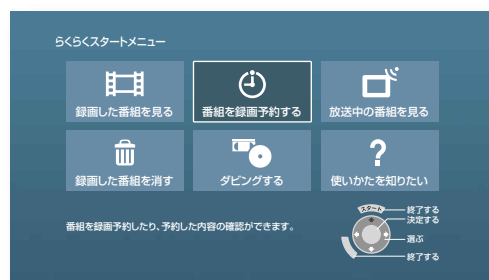 らくらくスタートメニュー
録画した番組を見る
番組を録画予約する
放送中の番組を見る
録画した番組を消す
ダビングする
?
使いかたを知りたい
番組を録画予約したり、予約した内容の確認ができます。
スタート
終了する
決定する
選ぶ
終了する